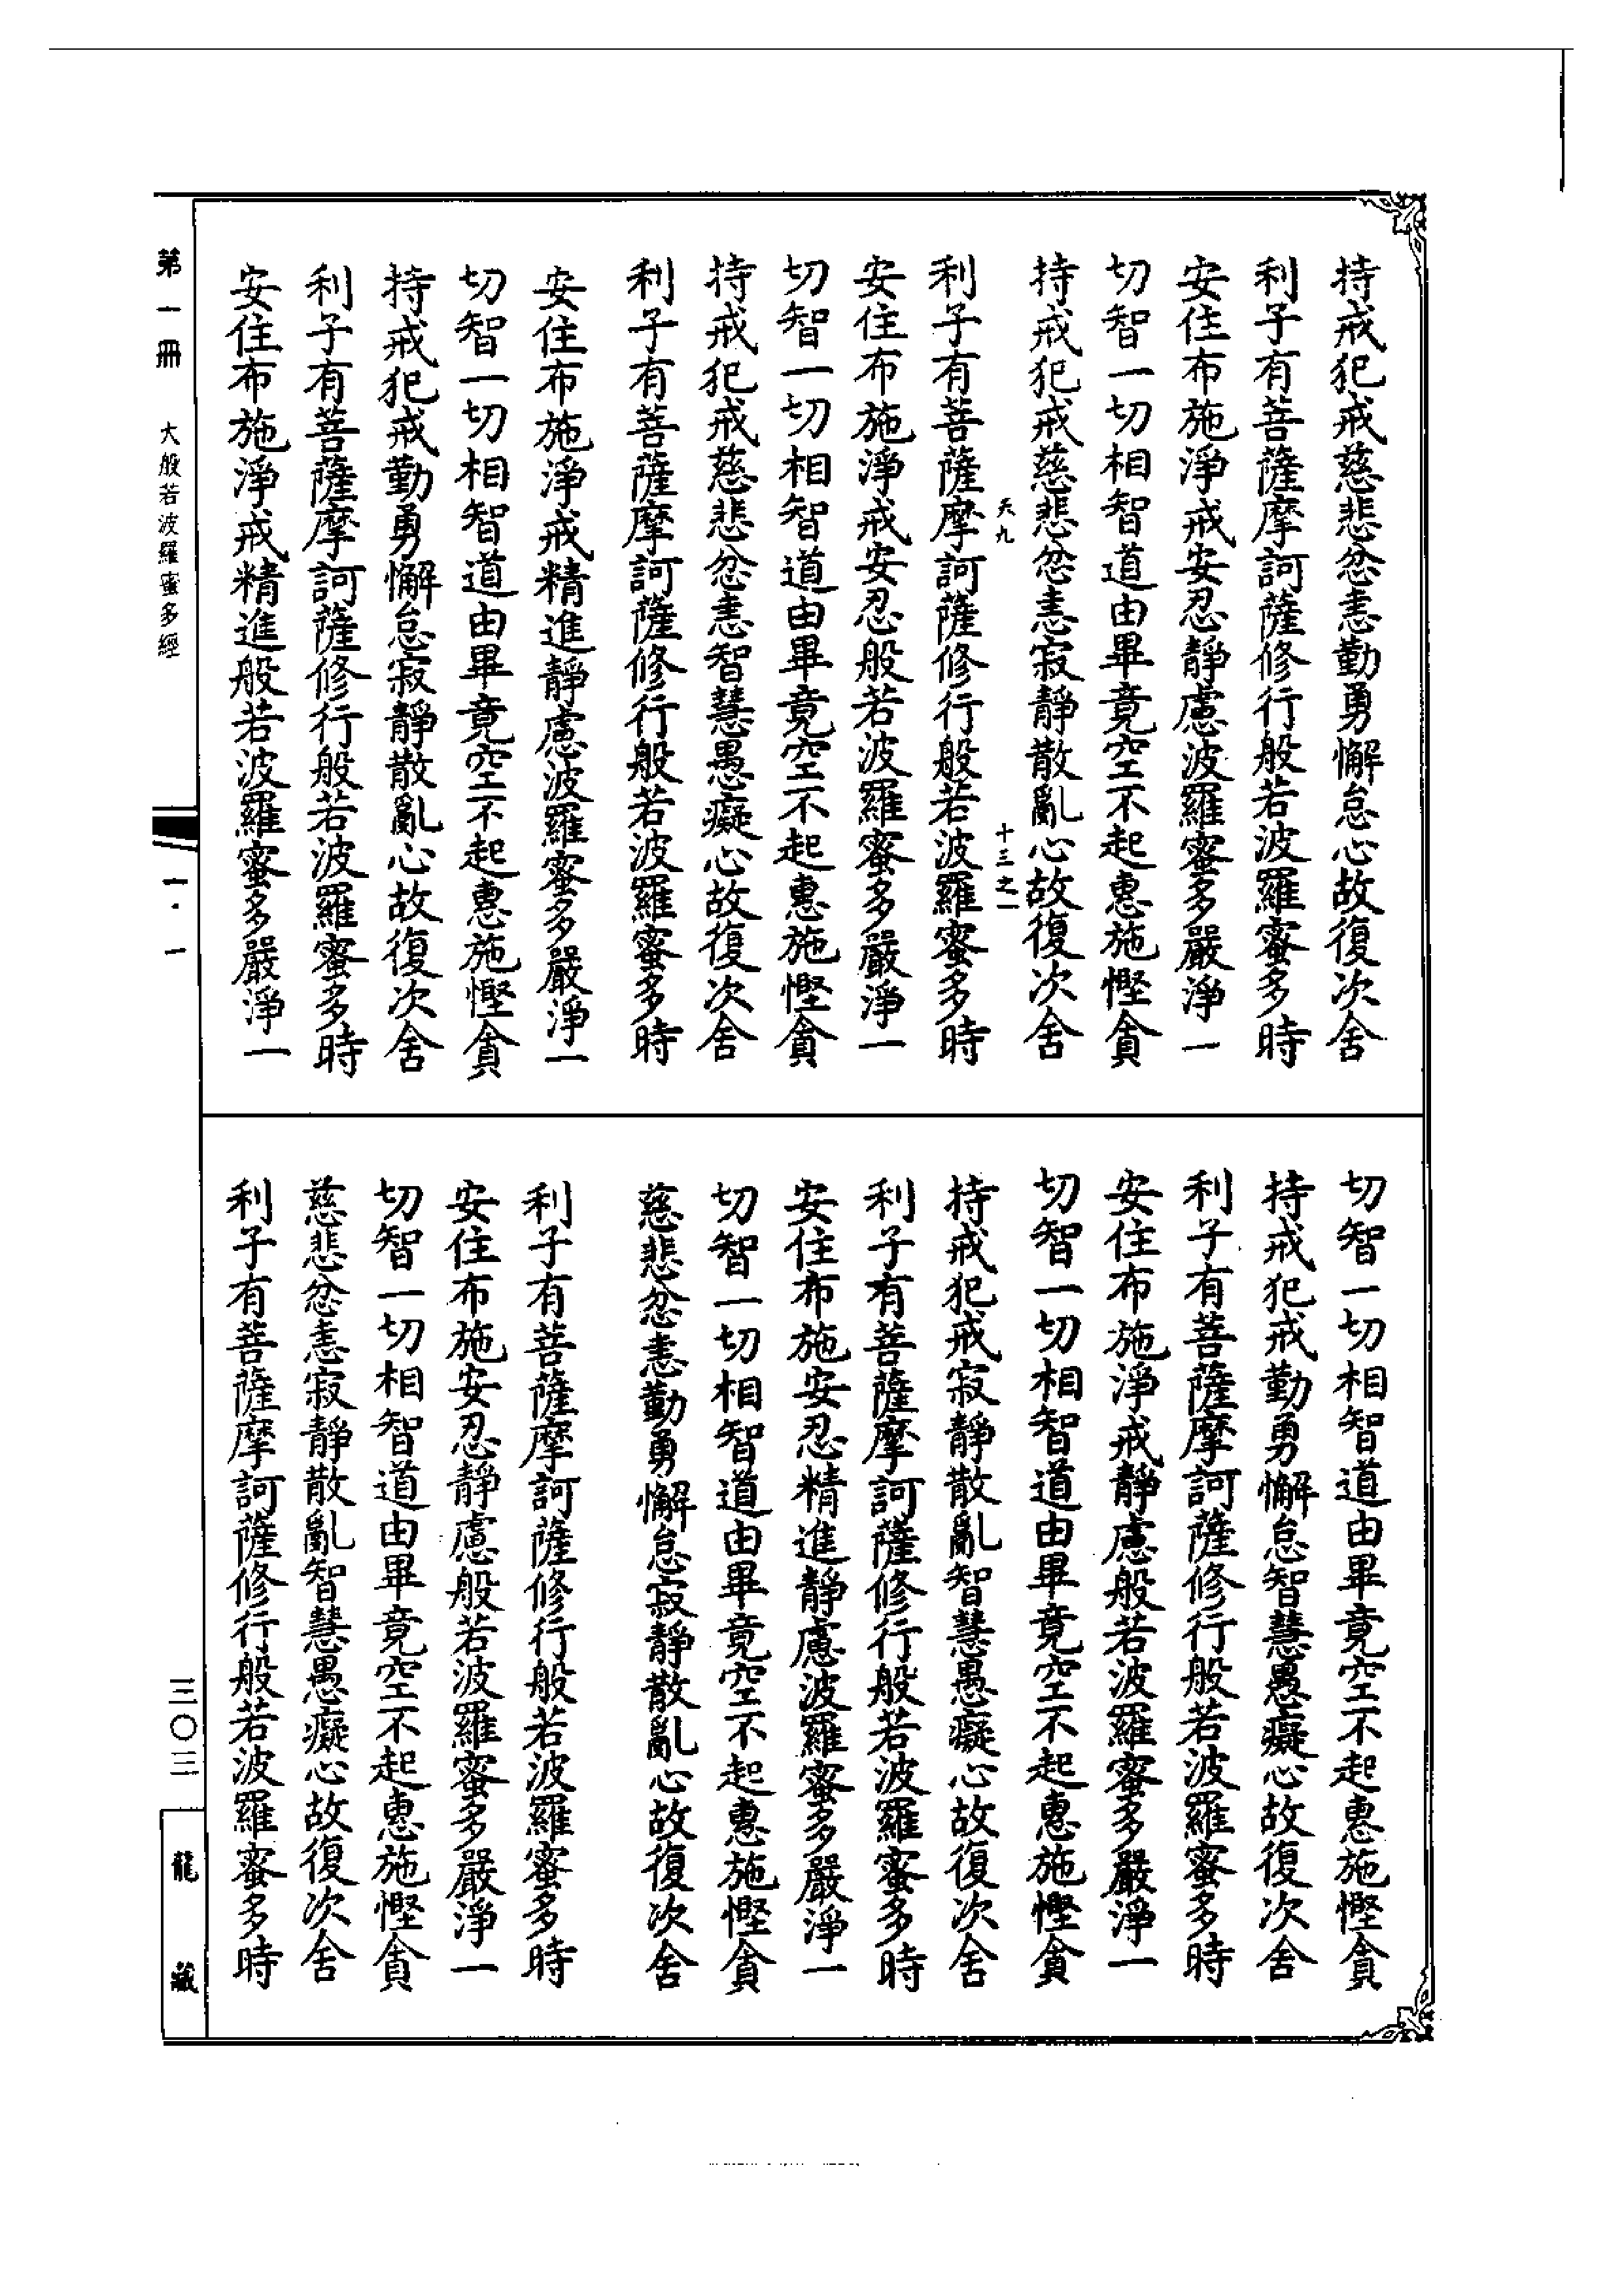 持戒犯戒慈悲忿恚勤勇懈怠心故復次舍
利子有菩薩摩訶薩修行般若波羅蜜多時
安住布施淨戒安忍靜慮波羅蜜多嚴淨一
切智一切相智道由畢竟空不起惠施慳貪
持戒犯戒慈悲忿恚寂靜散亂心故復次舍
天九
十三之一
利子有菩薩摩訶薩修行般若波羅蜜多時
安住布施淨戒安忍般若波羅蜜多嚴淨一
切智一切相智道由畢竟空不起惠施慳貪
持戒犯戒慈悲忿恚智慧愚癡心故復次舍
利子有菩薩摩訶薩修行般若波羅蜜多時
安住布施淨戒精進靜慮波羅蜜多嚴淨一
切智一切相智道由畢竟空不起惠施慳貪
持戒犯戒勤勇懈怠寂靜散亂心故復次舍
利子有菩薩摩訶薩修行般若波羅蜜多時
安住布施淨戒精進般若波羅蜜多嚴淨一
切智一切相智道由畢竟空不起惠施慳貪
持戒犯戒勤勇懈怠智慧愚癡心故復次舍
利子有菩薩摩訶薩修行般若波羅蜜多時
安住布施淨戒靜慮般若波羅蜜多嚴淨一
切智一切相智道由畢竟空不起惠施慳貪
持戒犯戒寂靜散亂智慧愚癡心故復次舍
利子有菩薩摩訶薩修行般若波羅蜜多時
安住布施安忍精進靜慮波羅蜜多嚴淨一
切智一切相智道由畢竟空不起惠施慳貪
慈悲忿恚勤勇懈怠寂靜散亂心故復次舍
利子有菩薩摩訶薩修行般若波羅蜜多時
安住布施安忍靜慮般若波羅蜜多嚴淨一
切智一切相智道由畢竟空不起惠施慳貪
慈悲忿恚寂靜散亂智慧愚癡心故復次舍
利子有菩薩摩訶薩修行般若波羅蜜多時
第一冊 大般若波羅蜜多經
一·一
三〇三
龍藏